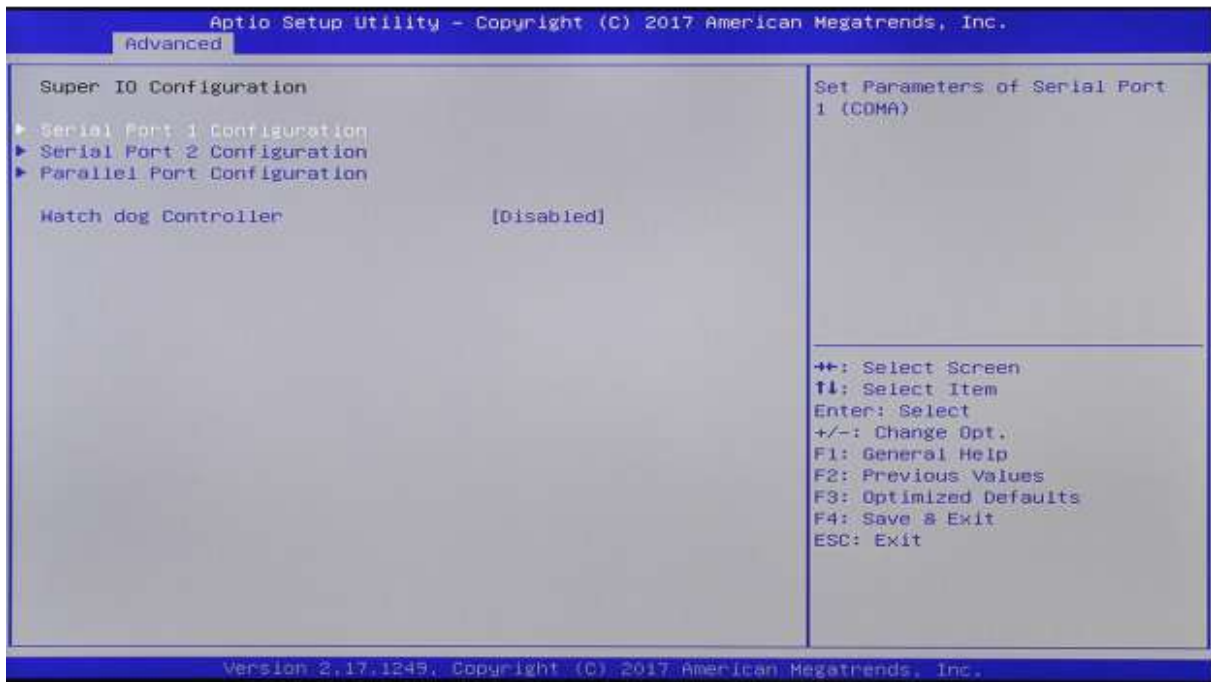 Aptio Setup Utility – Copyright (C) 2017 American Megatrends, Inc.
Advanced
Super IO Configuration
▶ Serial Port 1 Configuration
▶ Serial Port 2 Configuration
▶ Parallel Port Configuration
Watch dog Controller [Disabled]
Set Parameters of Serial Port
1 (COMA)
→←: Select Screen
↑↓: Select Item
Enter: Select
+/-: Change Opt.
F1: General Help
F2: Previous Values
F3: Optimized Defaults
F4: Save & Exit
ESC: Exit
Version 2.17.1249. Copyright (C) 2017 American Megatrends, Inc.